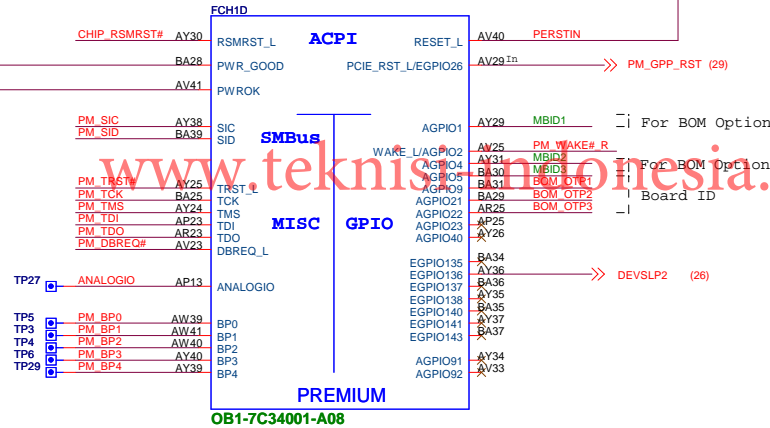 FCH1D
CHIP_RSMRST# AY30 RSMRST_L ACPI RESET_L AV40 PERSTIN
BA28 PWR_GOOD PCIE_RST_L/EGPIO26 AV29 In PM_GPP_RST (29)
AV41 PWROK
PM_SIC AY38 SIC AGPIO1 AY29 MBID1 For BOM Option
PM_SID BA39 SID SMBus
WAKE_L/AGPIO2 AV25 PM_WAKE#_R
AGPIO4 AY31 MBID2 For BOM Option
AGPIO5 BA30 MBID3
www.teknisi-indonesia.
PM_TRST# AY25 TRST_L AGPIO9 BA31 BOM_OTP1
PM_TCK BA25 TCK AGPIO21 BA29 BOM_OTP2 Board ID
PM_TMS AY24 TMS AGPIO22 AR25 BOM_OTP3
PM_TDI AP23 TDI MISC GPIO AGPIO23 AP25
PM_TDO AR23 TDO AGPIO40 AY26
PM_DBREQ# AV23 DBREQ_L
EGPIO135 BA34
EGPIO136 AY36 DEVSLP2 (26)
TP27 ANALOGIO AP13 ANALOGIO EGPIO137 BA36
EGPIO138 AY35
EGPIO140 BA35
TP5 PM_BP0 AW39 BP0 EGPIO141 AY37
TP3 PM_BP1 AW41 BP1 EGPIO143 BA37
TP4 PM_BP2 AW40 BP2
TP6 PM_BP3 AY40 BP3 AGPIO91 AY34
TP29 PM_BP4 AY39 BP4 AGPIO92 AV33
PREMIUM
OB1-7C34001-A08